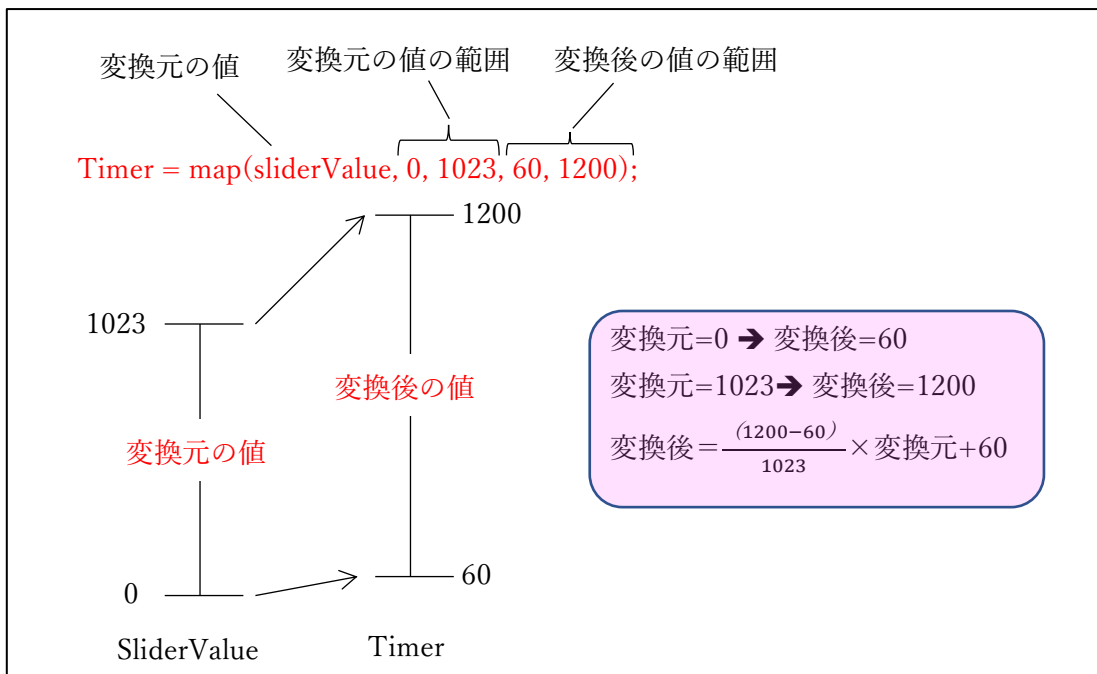 変換元の値
変換元の値の範囲
変換後の値の範囲
Timer = map(sliderValue, 0, 1023, 60, 1200);
1200
1023
変換後の値
変換元の値
60
0
SliderValue
Timer
変換元=0 ➔ 変換後=60
変換元=1023➔ 変換後=1200
変換後=(1200−60)/1023×変換元+60